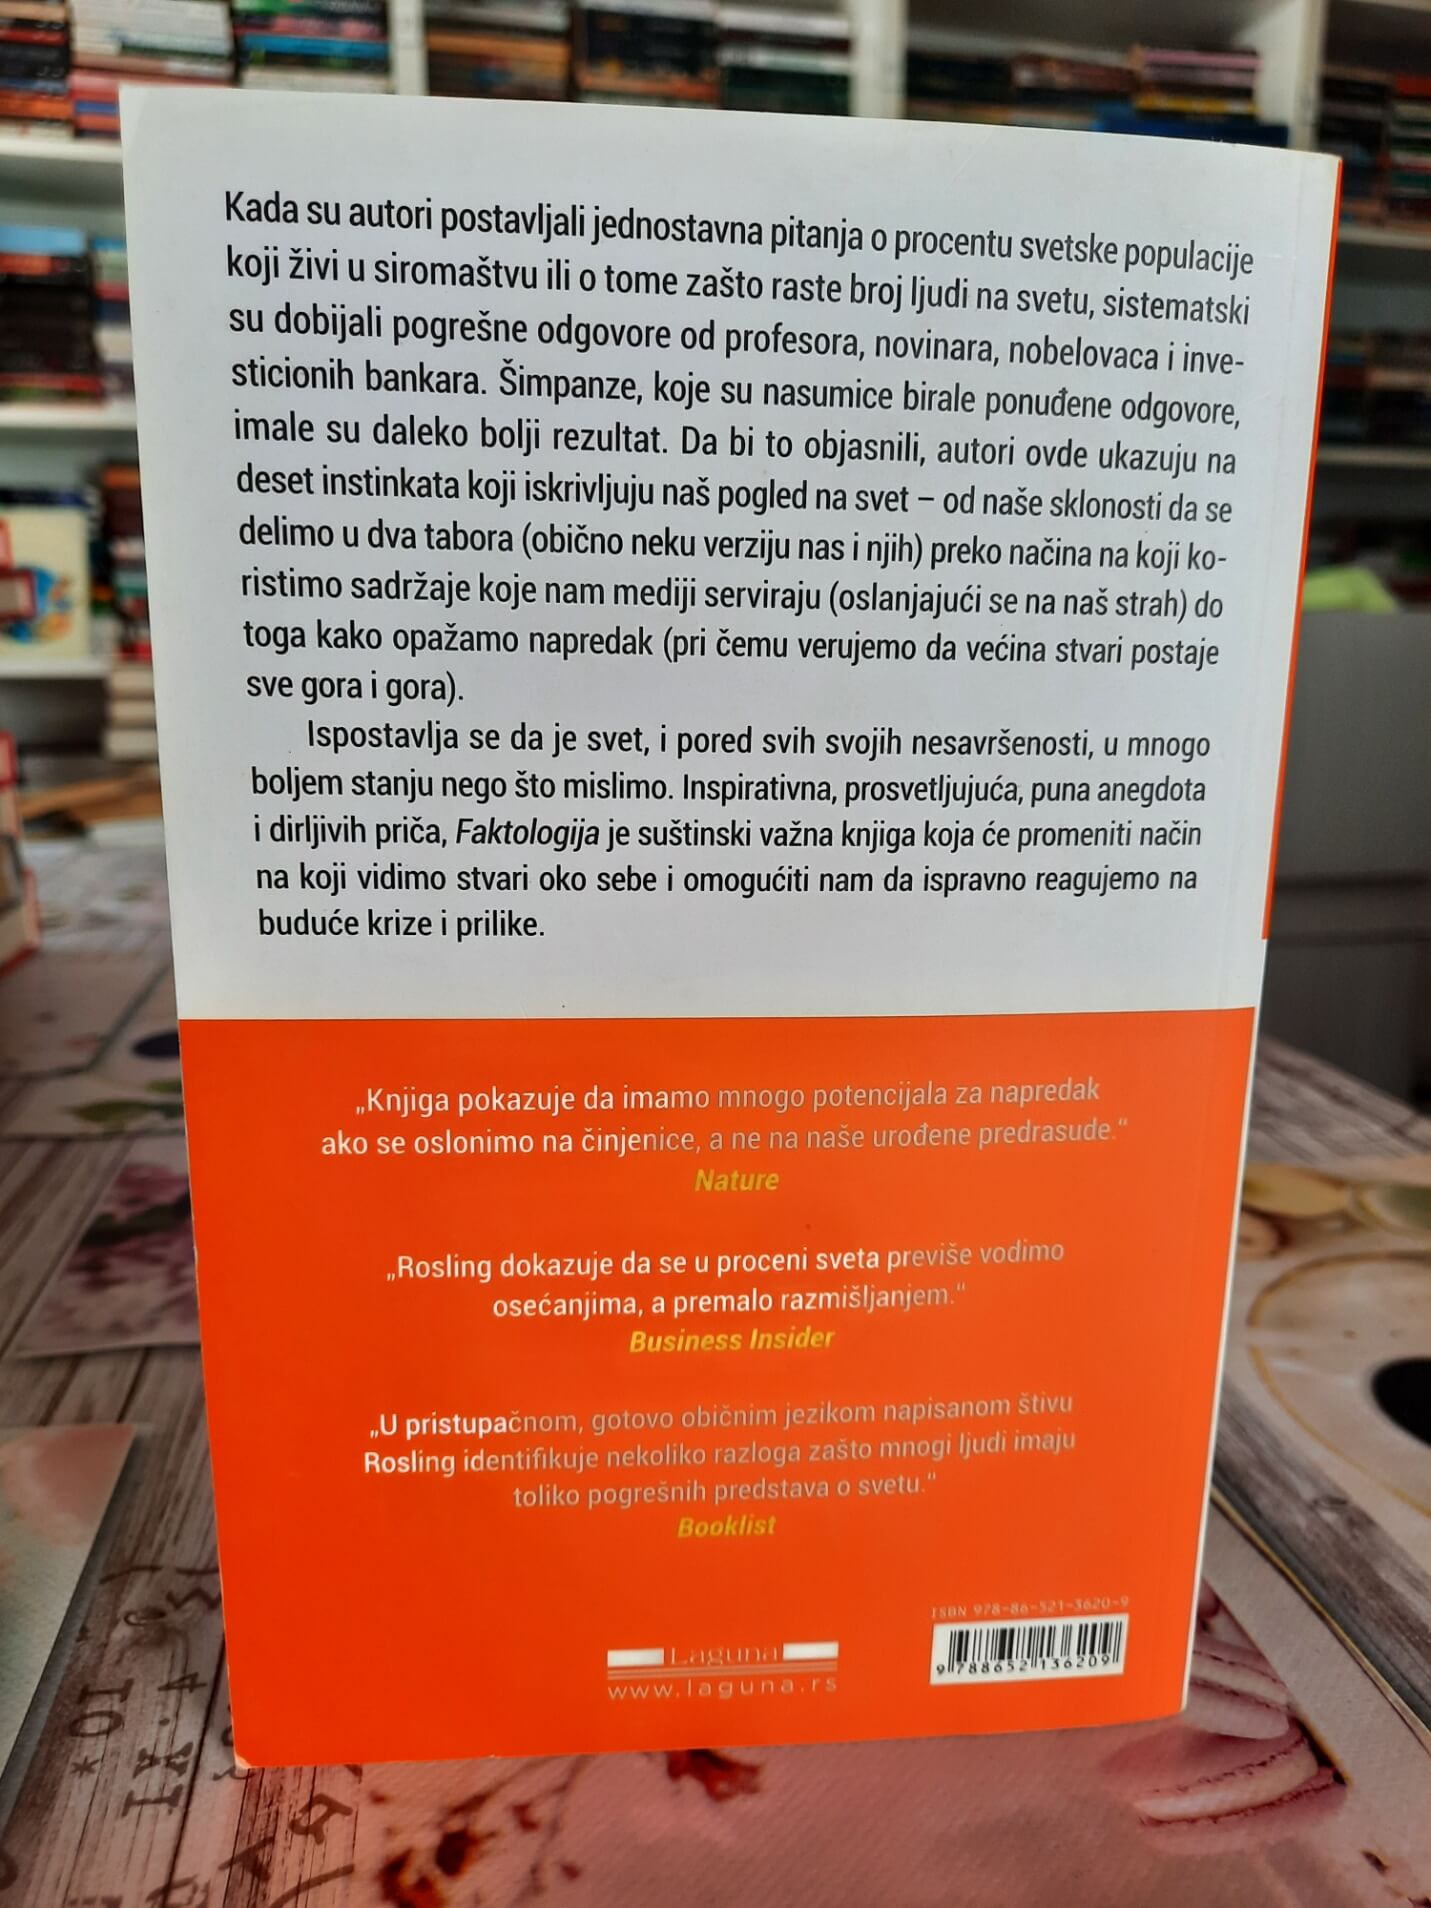 Kada su autori postavljali jednostavna pitanja o procentu svetske populacije
koji živi u siromaštvu ili o tome zašto raste broj ljudi na svetu, sistematski
su dobijali pogrešne odgovore od profesora, novinara, nobelovaca i inve-
sticionih bankara. Šimpanze, koje su nasumice birale ponuđene odgovore,
imale su daleko bolji rezultat. Da bi to objasnili, autori ovde ukazuju na
deset instinkata koji iskrivljuju naš pogled na svet – od naše sklonosti da se
delimo u dva tabora (obično neku verziju nas i njih) preko načina na koji ko-
ristimo sadržaje koje nam mediji serviraju (oslanjajući se na naš strah) do
toga kako opažamo napredak (pri čemu verujemo da većina stvari postaje
sve gora i gora).
Ispostavlja se da je svet, i pored svih svojih nesavršenosti, u mnogo
boljem stanju nego što mislimo. Inspirativna, prosvetljujuća, puna anegdota
i dirljivih priča, Faktologija je suštinski važna knjiga koja će promeniti način
na koji vidimo stvari oko sebe i omogućiti nam da ispravno reagujemo na
buduće krize i prilike.
„Knjiga pokazuje da imamo mnogo potencijala za napredak
ako se oslonimo na činjenice, a ne na naše urođene predrasude.“
Nature
„Rosling dokazuje da se u proceni sveta previše vodimo
osećanjima, a premalo razmišljanjem.“
Business Insider
„U pristupačnom, gotovo običnim jezikom napisanom štivu
Rosling identifikuje nekoliko razloga zašto mnogi ljudi imaju
toliko pogrešnih predstava o svetu.“
Booklist
ISBN 978-86-521-3620-9
9 788652 136209
Laguna
www.laguna.rs